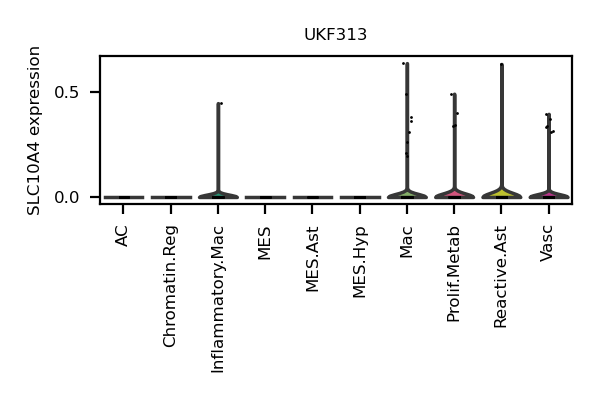 UKF313
SLC10A4 expression
0.5
0.0
AC
Chromatin.Reg
Inflammatory.Mac
MES
MES.Ast
MES.Hyp
Mac
Prolif.Metab
Reactive.Ast
Vasc